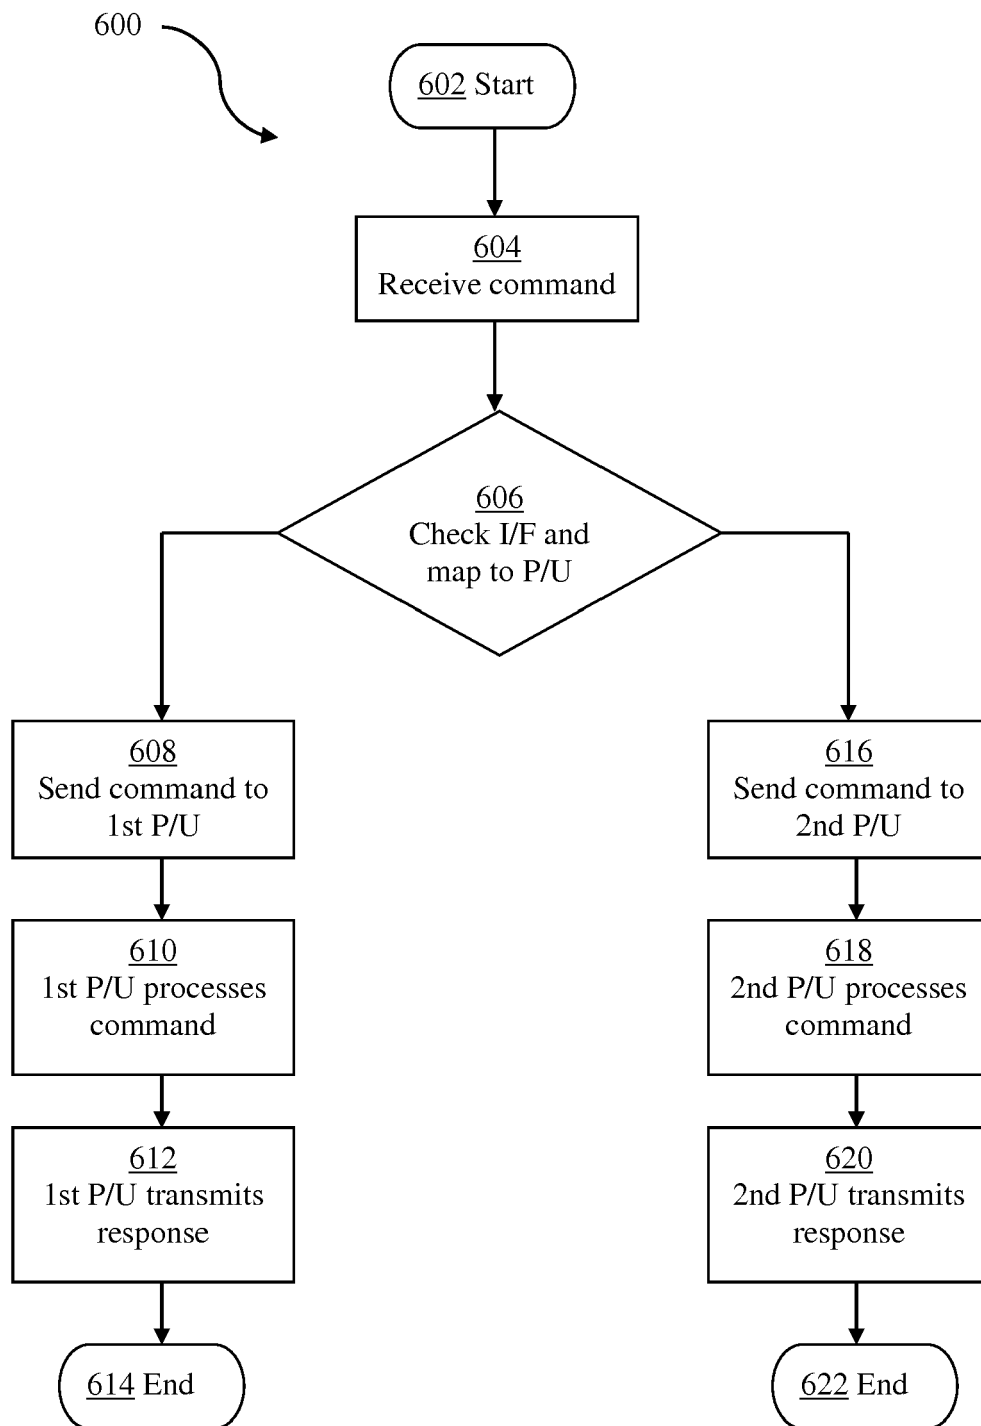 600
602 Start
604
Receive command
606
Check I/F and
map to P/U
608
Send command to
1st P/U
610
1st P/U processes
command
612
1st P/U transmits
response
614 End
616
Send command to
2nd P/U
618
2nd P/U processes
command
620
2nd P/U transmits
response
622 End